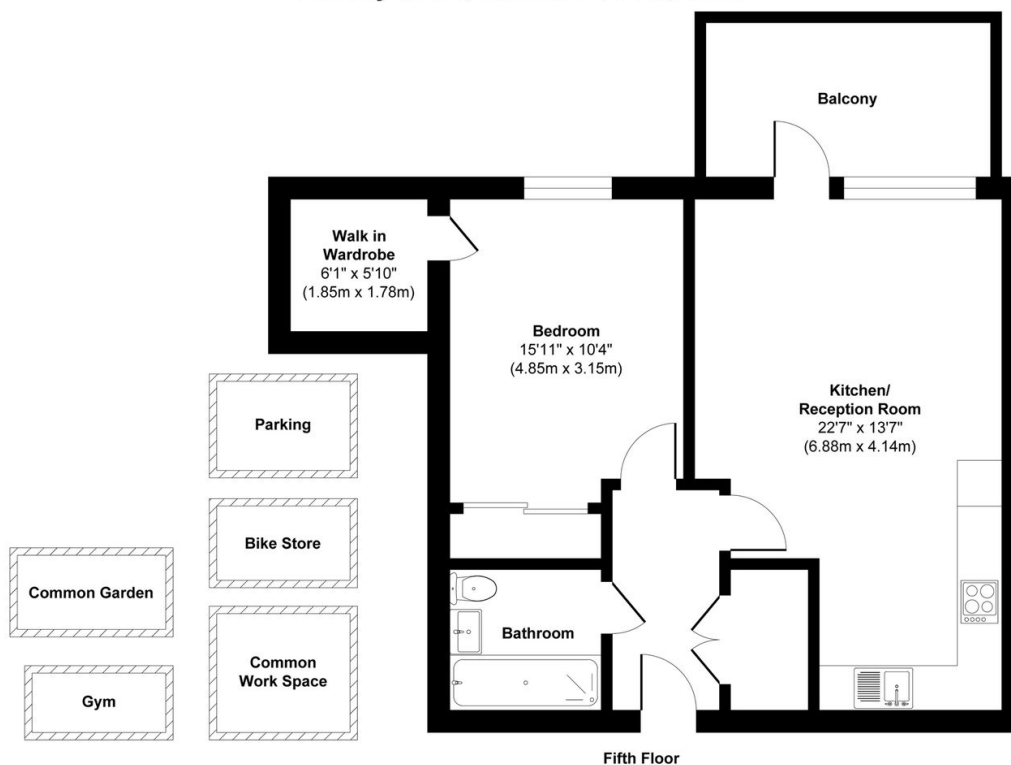 Balcony
Walk in
Wardrobe
6'1" x 5'10"
(1.85m x 1.78m)
Bedroom
15'11" x 10'4"
(4.85m x 3.15m)
Kitchen/
Reception Room
22'7" x 13'7"
(6.88m x 4.14m)
Parking
Bike Store
Common Garden
Bathroom
Common
Work Space
Gym
Fifth Floor